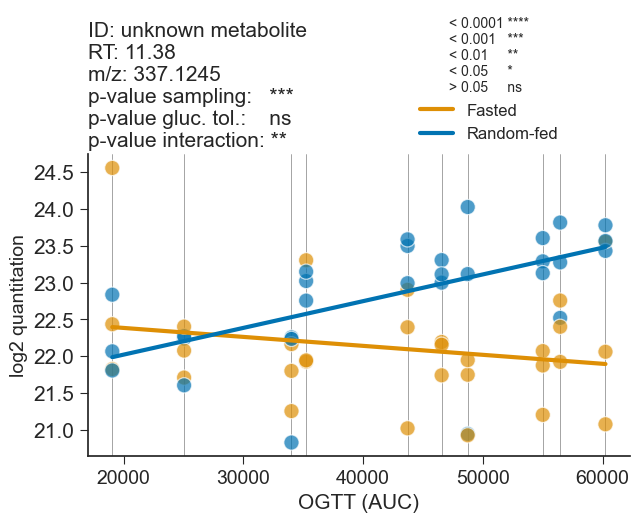 ID: unknown metabolite
RT: 11.38
m/z: 337.1245
p-value sampling: ***
p-value gluc. tol.: ns
p-value interaction: **
< 0.0001 ****
< 0.001 ***
< 0.01 **
< 0.05 *
> 0.05 ns
Fasted
Random-fed
24.5
24.0
23.5
23.0
22.5
22.0
21.5
21.0
log2 quantitation
20000 30000 40000 50000 60000
OGTT (AUC)